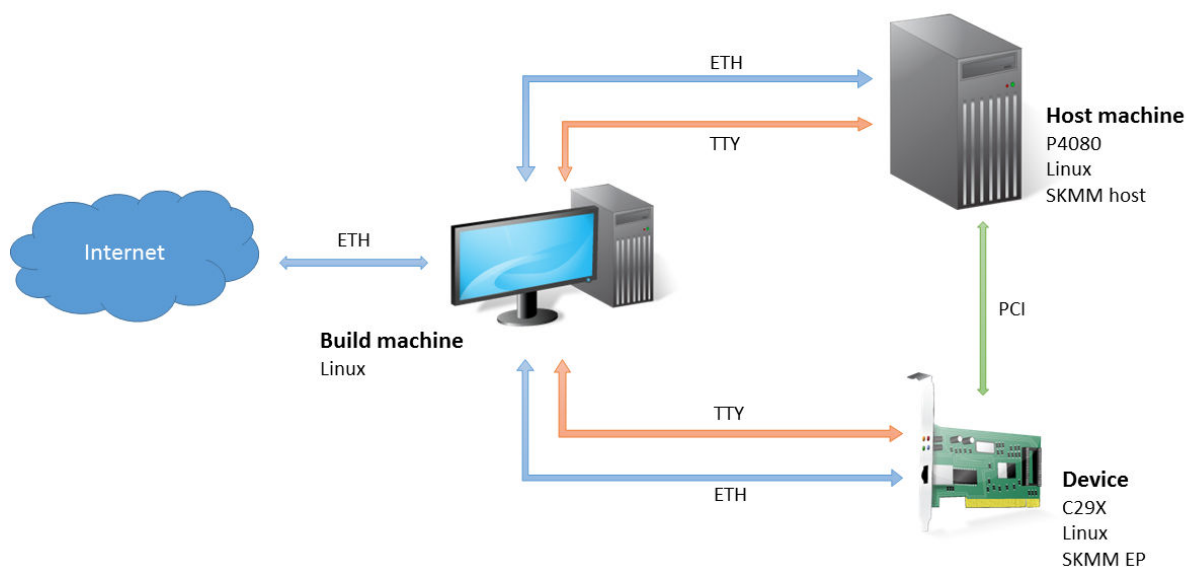 ETH
TTY
Host machine
P4080
Linux
SKMM host
Internet
ETH
Build machine
Linux
PCI
TTY
ETH
Device
C29X
Linux
SKMM EP